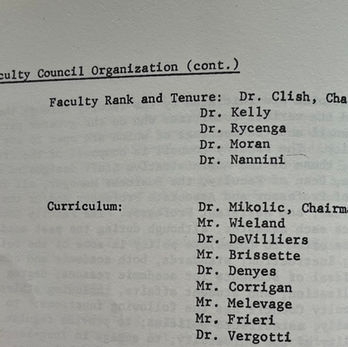 culty Council Organization (cont.)
Faculty Rank and Tenure: Dr. Clish, Cha
Dr. Kelly
Dr. Rycenga
Dr. Moran
Dr. Nannini
Curriculum: Dr. Mikolic, Chairm
Mr. Wieland
Dr. DeVilliers
Mr. Brissette
Dr. Denyes
Mr. Corrigan
Mr. Melevage
Mr. Frieri
Dr. Vergotti